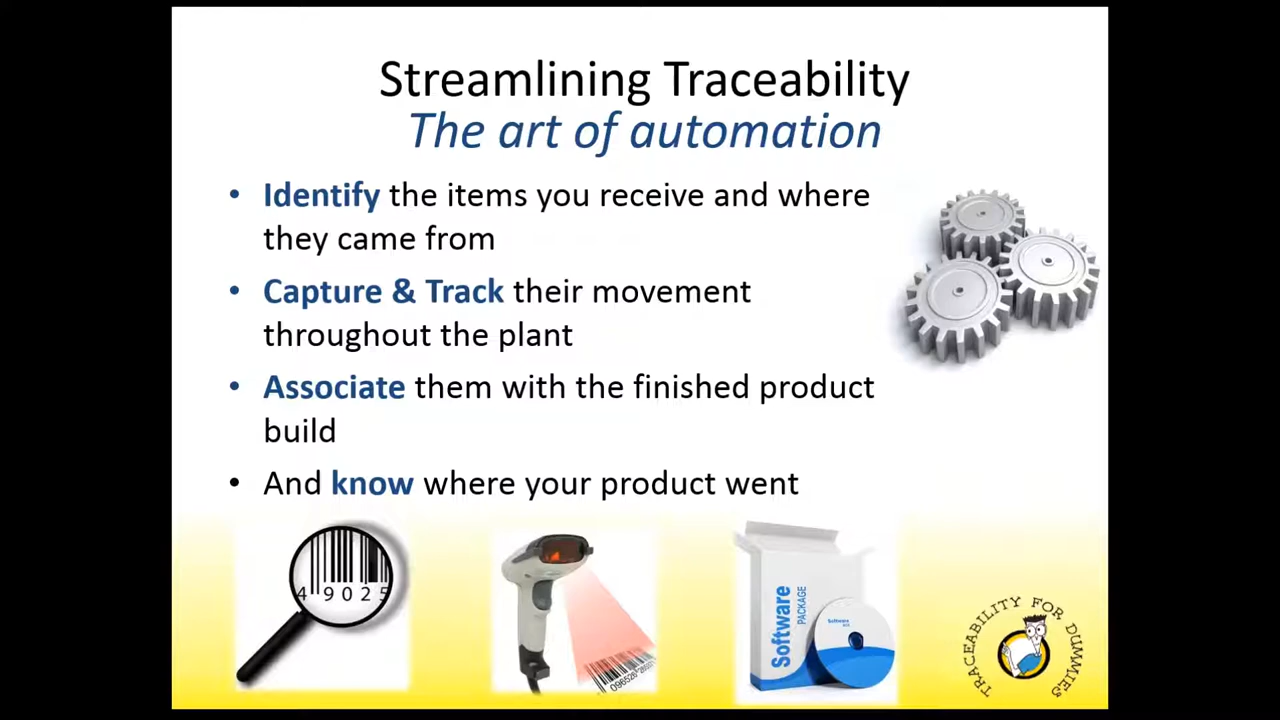 Streamlining Traceability
The art of automation
• Identify the items you receive and where
they came from
• Capture & Track their movement
throughout the plant
• Associate them with the finished product
build
• And know where your product went
49025
Software
PACKAGE
Software
TRACEABILITY FOR DUMMIES